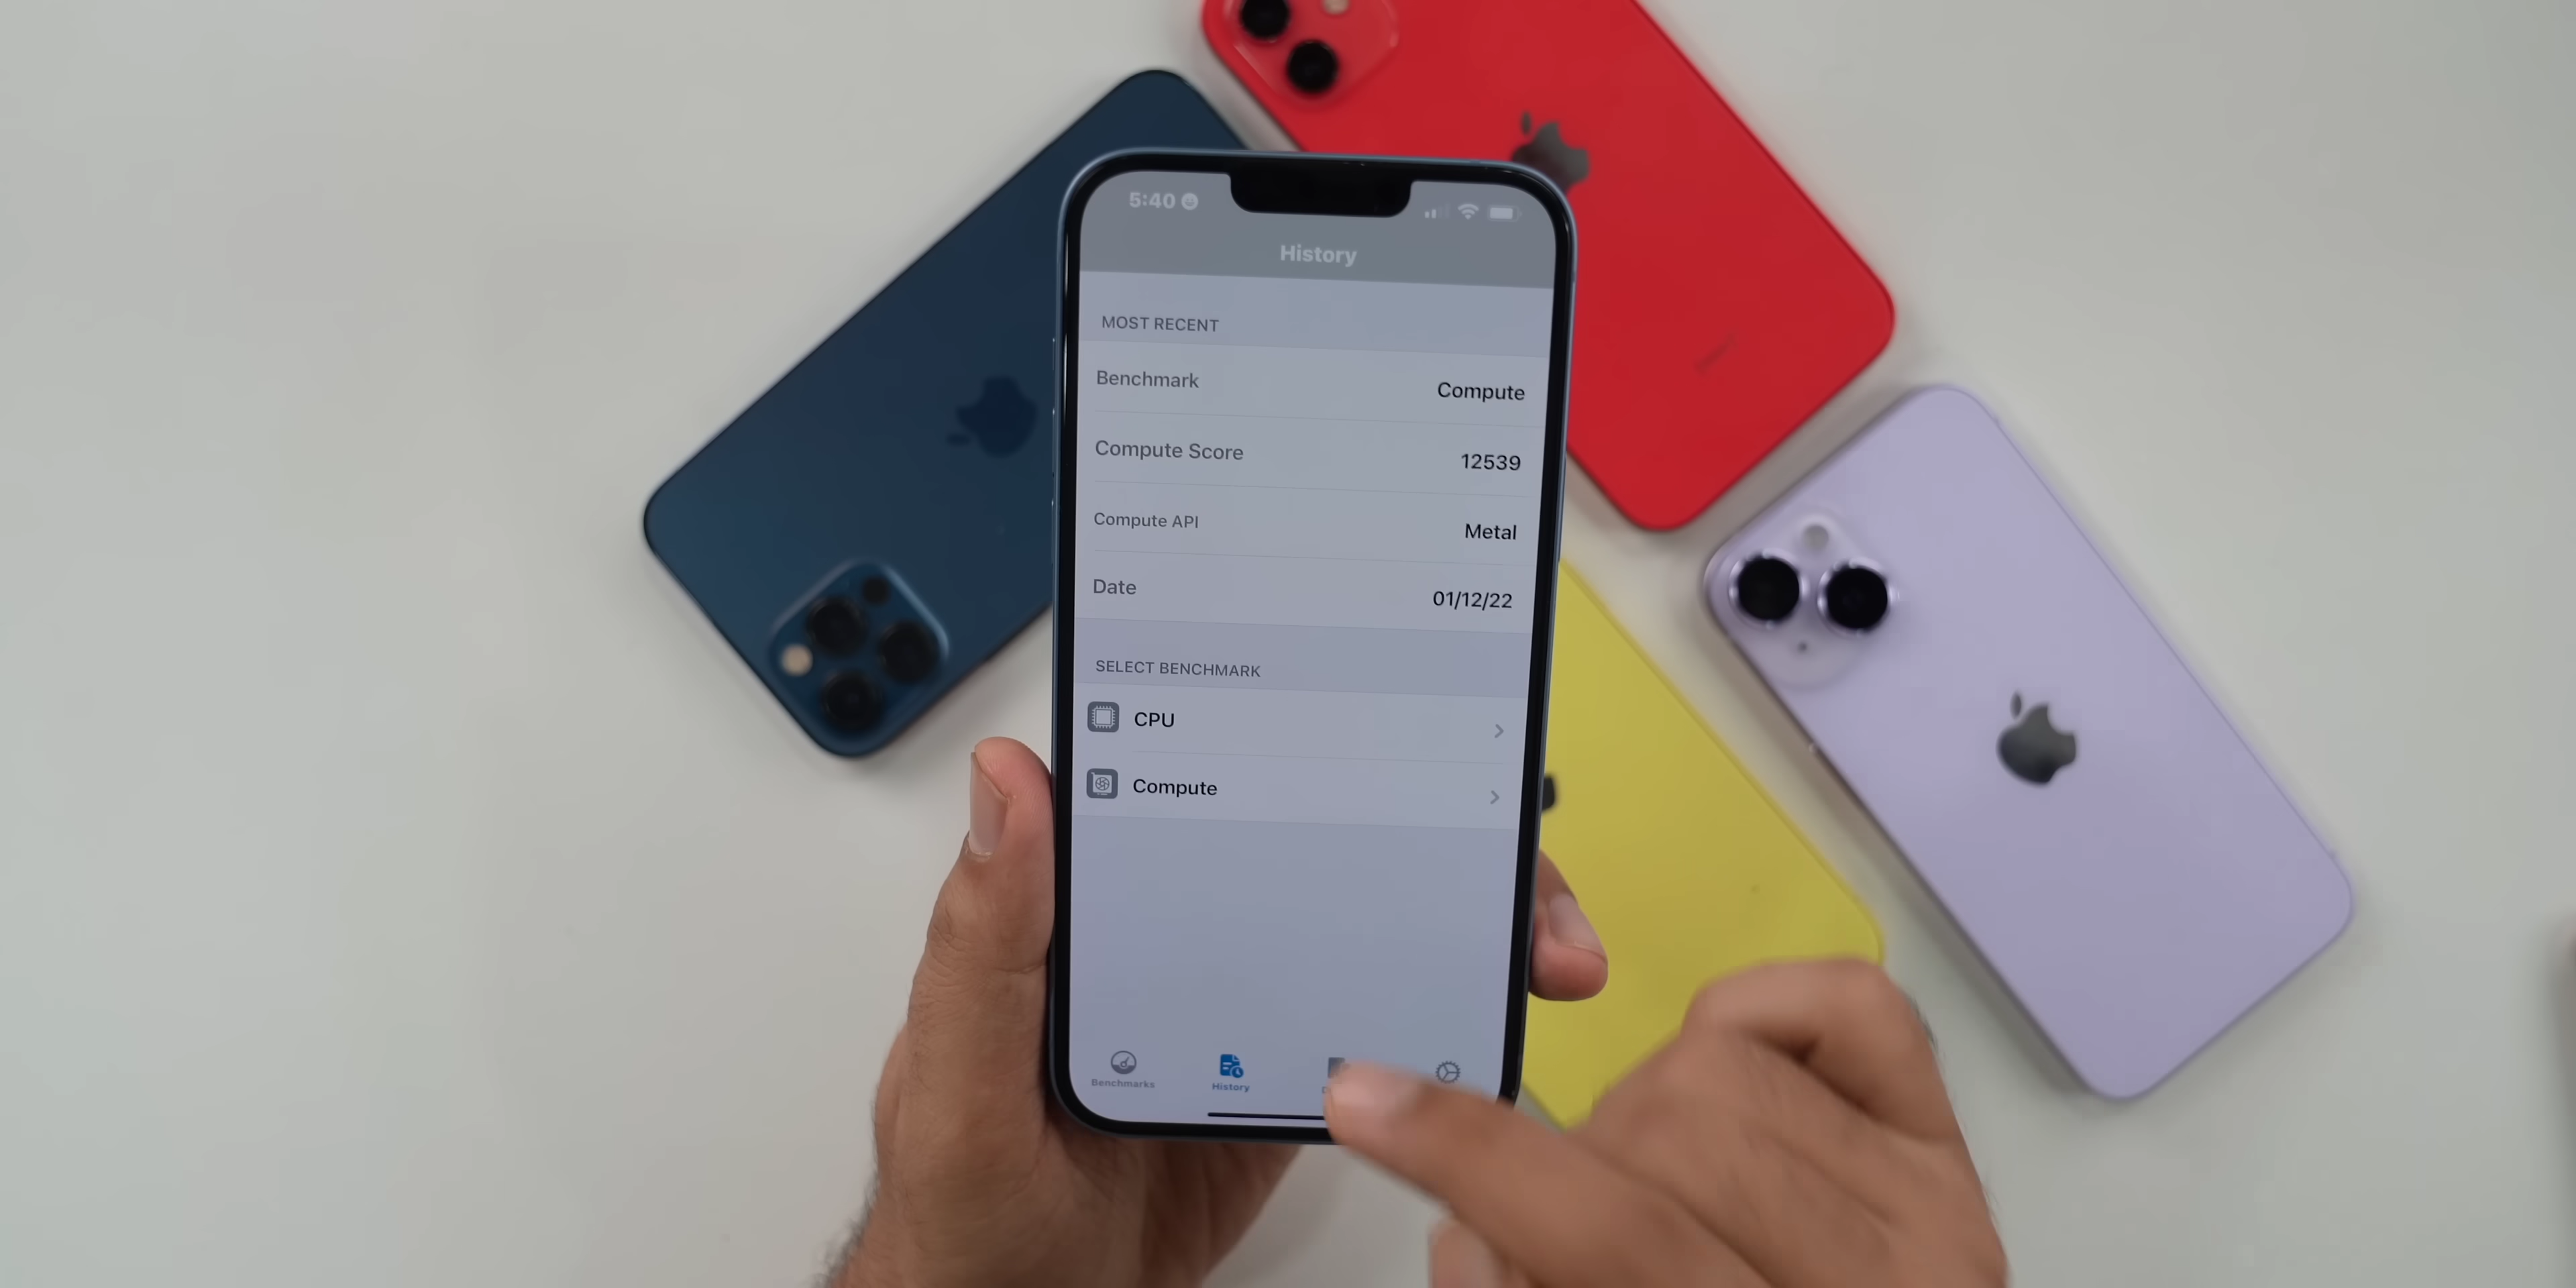 5:40
History
MOST RECENT
Benchmark Compute
Compute Score 12539
Compute API Metal
Date 01/12/22
SELECT BENCHMARK
CPU
Compute
Benchmarks History